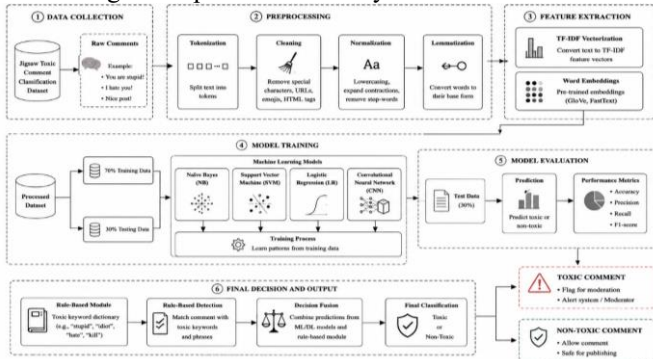 ① DATA COLLECTION
Jigsaw Toxic
Comment
Classification
Dataset
Raw Comments
Example:
• You are stupid!
• I hate you!
• Nice post!
② PREPROCESSING
Tokenization
Split text into
tokens
Cleaning
Remove special
characters, URLs,
emojis, HTML tags
Normalization
Aa
Lowercasing,
expand contractions,
remove stop-words
Lemmatization
Convert words to
their base form
③ FEATURE EXTRACTION
TF-IDF Vectorization
Convert text to TF-IDF
feature vectors
Word Embeddings
Pre-trained embeddings
(GloVe, FastText)
④ MODEL TRAINING
Processed
Dataset
70% Training Data
30% Testing Data
Machine Learning Models
Naïve Bayes
(NB)
Support Vector
Machine (SVM)
Logistic
Regression (LR)
Convolutional
Neural Network
(CNN)
Training Process
Learn patterns from training data
⑤ MODEL EVALUATION
Test Data
(30%)
Prediction
Predict toxic or
non-toxic
Performance Metrics
• Accuracy
• Precision
• Recall
• F1-score
⑥ FINAL DECISION AND OUTPUT
Rule-Based Module
Toxic keyword dictionary
(e.g., "stupid", "idiot",
"hate", "kill")
Rule-Based Detection
Match comment with
toxic keywords
and phrases
Decision Fusion
Combine predictions from
ML/DL models and
rule-based module
Final Classification
Toxic
or
Non-Toxic
TOXIC COMMENT
• Flag for moderation
• Alert system / Moderator
NON-TOXIC COMMENT
• Allow comment
• Safe for publishing